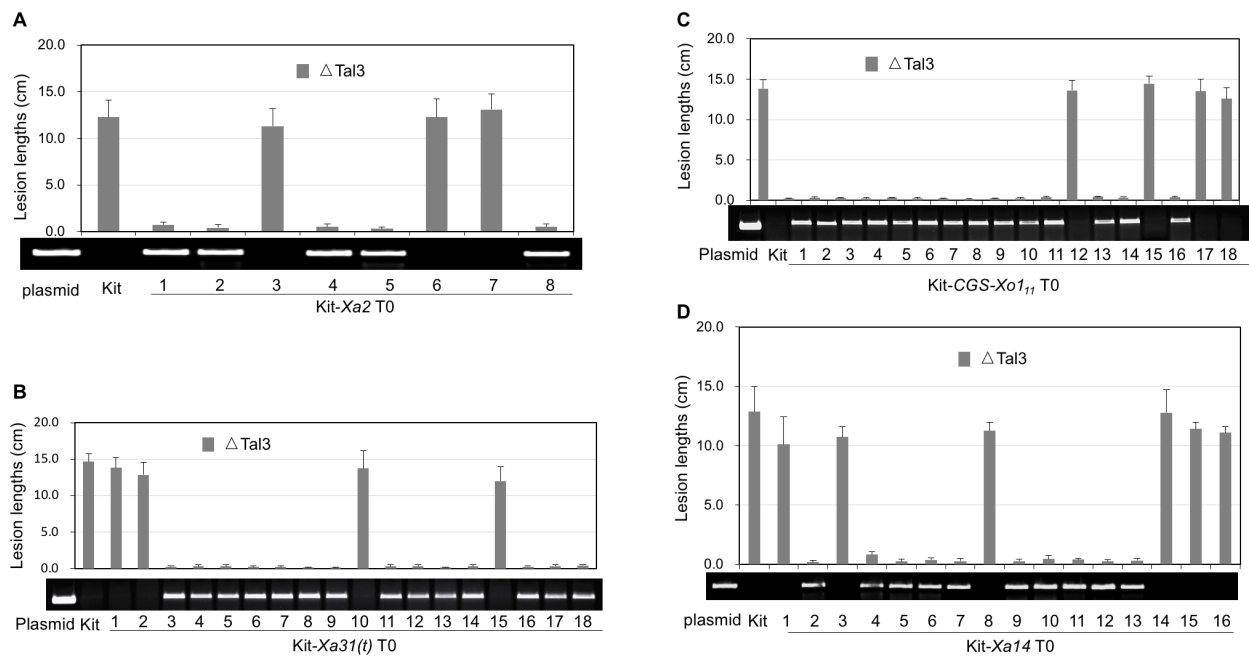 A
20.0
15.0
10.0
5.0
0.0
Lesion lengths (cm)
△Tal3
plasmid Kit 1 2 3 4 5 6 7 8
Kit-Xa2 T0
B
20.0
15.0
10.0
5.0
0.0
Lesion lengths (cm)
△Tal3
Plasmid Kit 1 2 3 4 5 6 7 8 9 10 11 12 13 14 15 16 17 18
Kit-Xa31(t) T0
C
20.0
15.0
10.0
5.0
0.0
Lesion lengths (cm)
△Tal3
Plasmid Kit 1 2 3 4 5 6 7 8 9 10 11 12 13 14 15 16 17 18
Kit-CGS-Xo1₁₁ T0
D
20.0
15.0
10.0
5.0
0.0
Lesion lengths (cm)
△Tal3
plasmid Kit 1 2 3 4 5 6 7 8 9 10 11 12 13 14 15 16
Kit-Xa14 T0